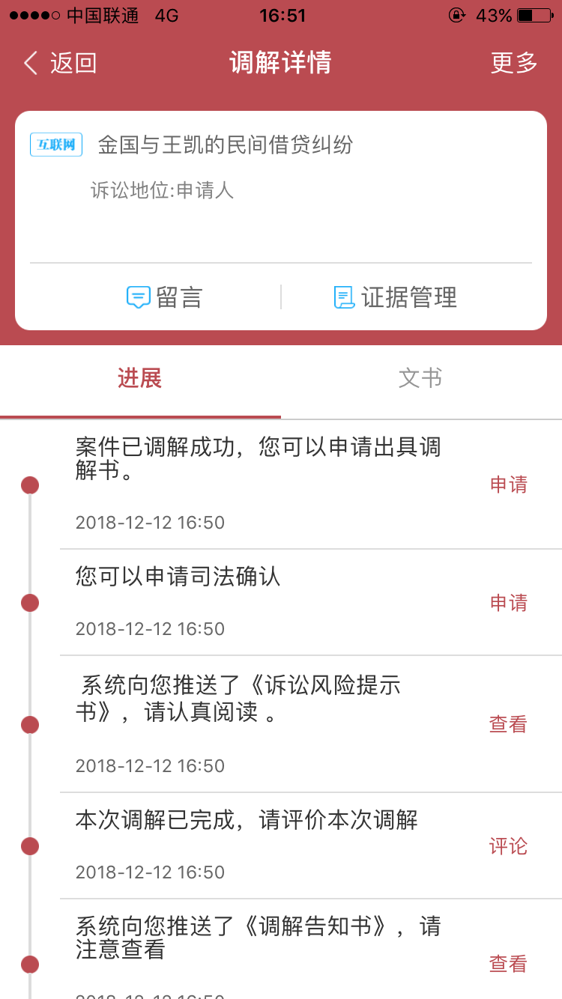 中国联通 4G 16:51 43%
返回 调解详情 更多
互联网 金国与王凯的民间借贷纠纷
诉讼地位:申请人
留言 证据管理
进展 文书
案件已调解成功，您可以申请出具调
解书。
申请
2018-12-12 16:50
您可以申请司法确认
申请
2018-12-12 16:50
系统向您推送了《诉讼风险提示
书》，请认真阅读 。
查看
2018-12-12 16:50
本次调解已完成，请评价本次调解
评论
2018-12-12 16:50
系统向您推送了《调解告知书》，请
注意查看
查看